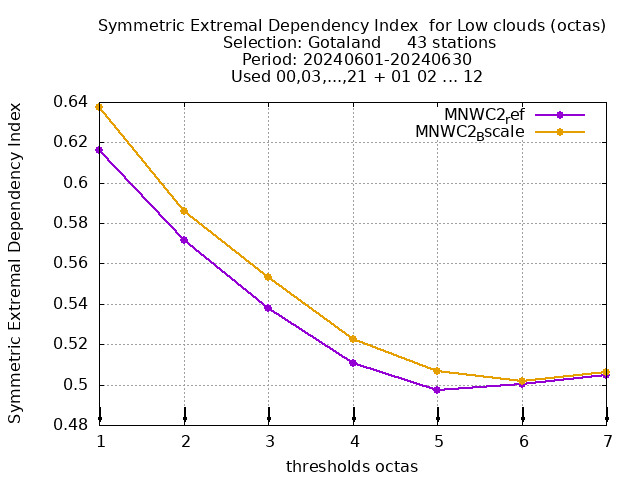 Symmetric Extremal Dependency Index  for Low clouds (octas)
Selection: Gotaland     43 stations
Period: 20240601-20240630
Used 00,03,...,21 + 01 02 ... 12
Symmetric Extremal Dependency Index
0.64
0.62
0.6
0.58
0.56
0.54
0.52
0.5
0.48
MNWC2ref
MNWC2Bscale
1 2 3 4 5 6 7
thresholds octas